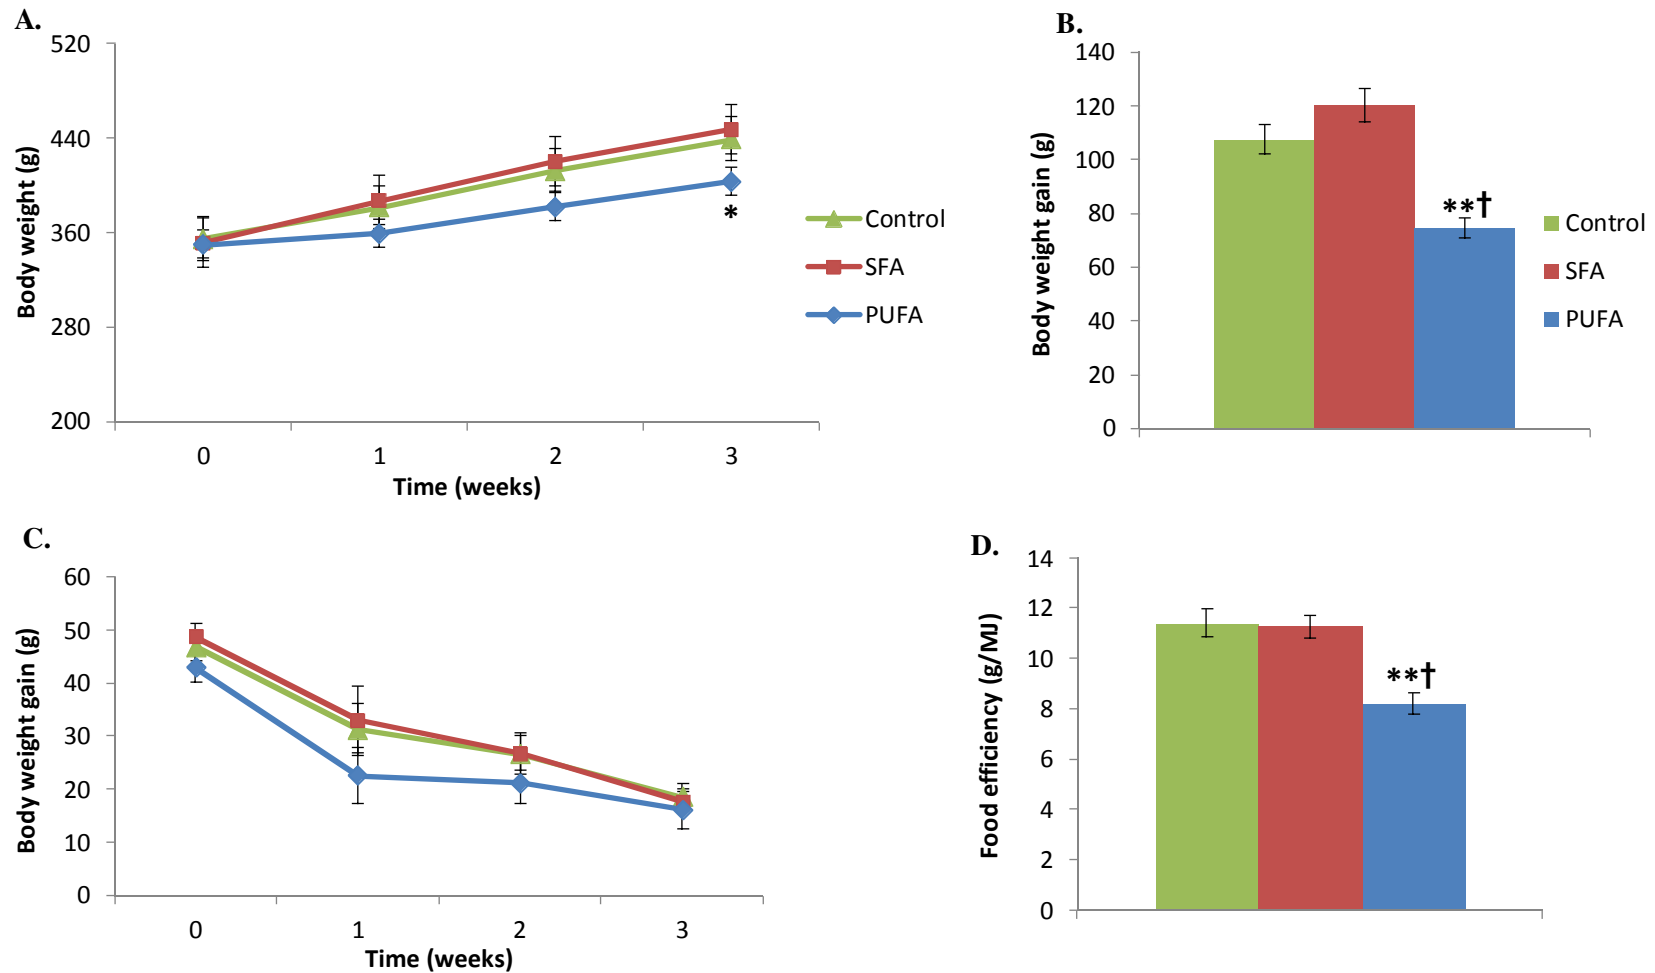 A.
520
440
360
280
200
Body weight (g)
0 1 2 3
Time (weeks)
*
Control
SFA
PUFA
B.
140
120
100
80
60
40
20
0
Body weight gain (g)
**†
Control
SFA
PUFA
C.
60
50
40
30
20
10
0
Body weight gain (g)
0 1 2 3
Time (weeks)
D.
14
12
10
8
6
4
2
0
Food efficiency (g/MJ)
**†